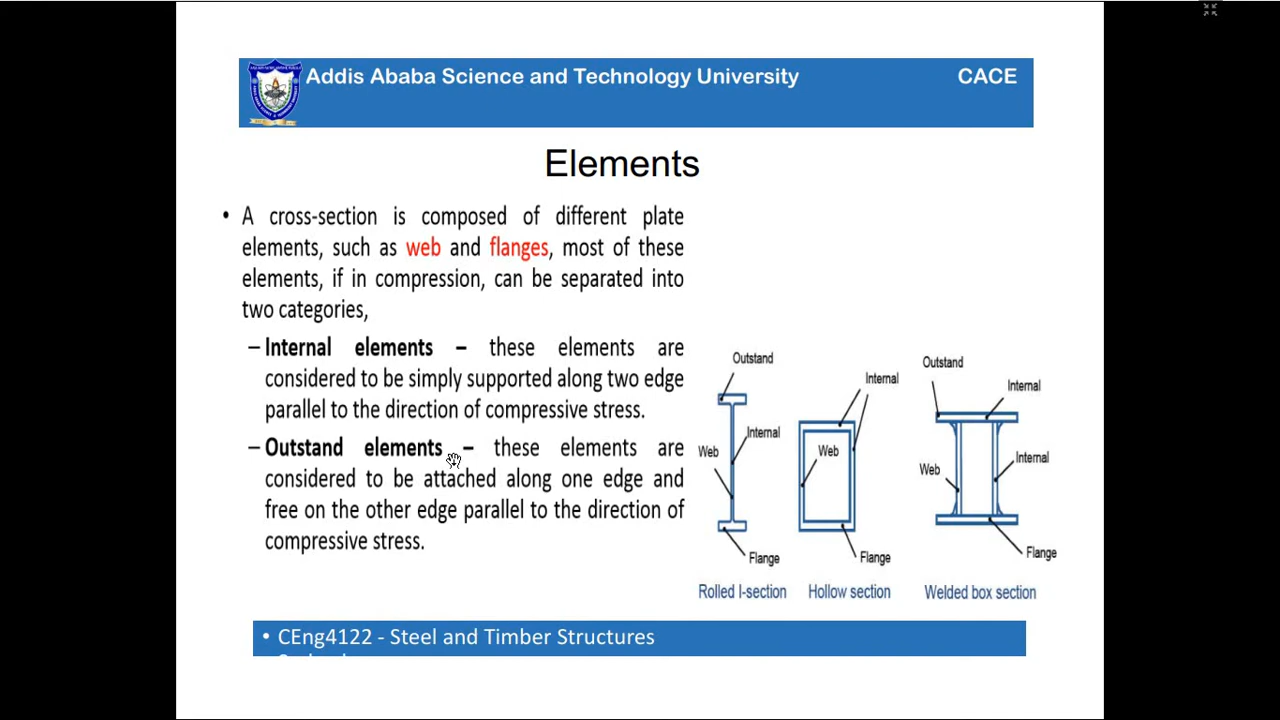 Addis Ababa Science and Technology University CACE
Elements
• A cross-section is composed of different plate
elements, such as web and flanges, most of these
elements, if in compression, can be separated into
two categories,
– Internal elements – these elements are
considered to be simply supported along two edge
parallel to the direction of compressive stress.
– Outstand elements – these elements are
considered to be attached along one edge and
free on the other edge parallel to the direction of
compressive stress.
Outstand
Internal
Web
Flange
Rolled I-section
Internal
Web
Flange
Hollow section
Outstand
Internal
Internal
Web
Flange
Welded box section
• CEng4122 - Steel and Timber Structures